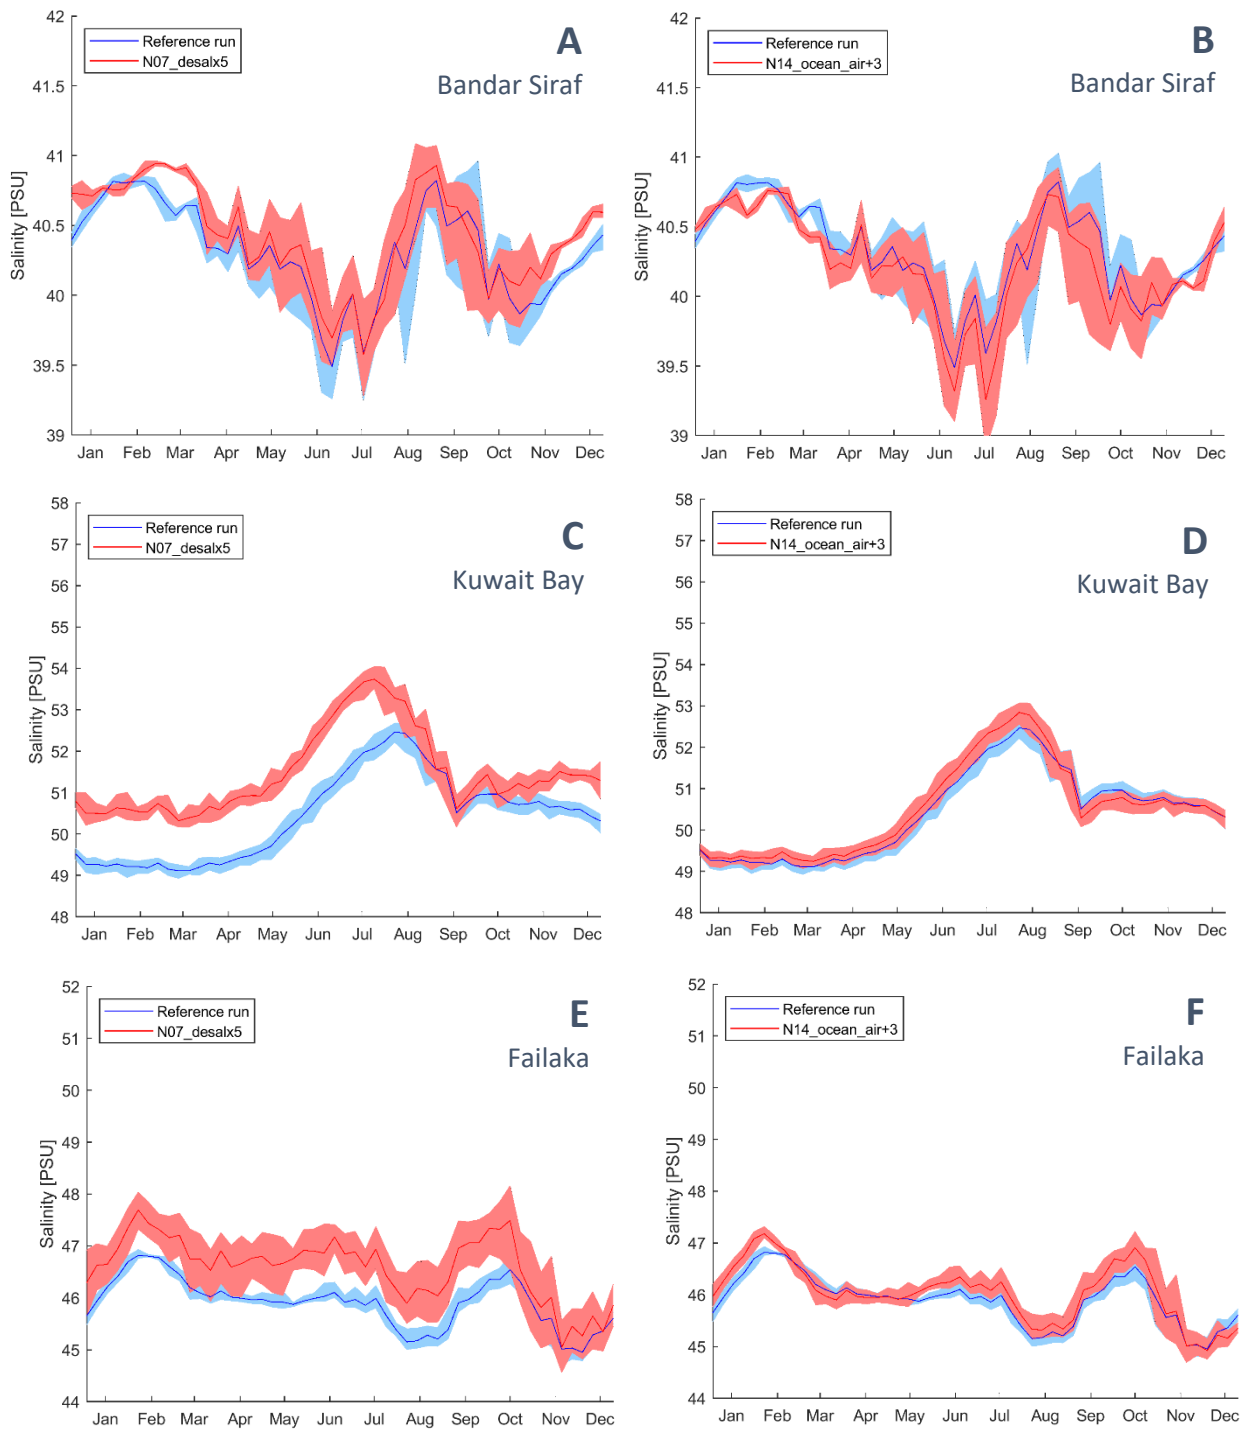 A
Bandar Siraf
Reference run
N07_desalx5
Salinity [PSU]
42
41.5
41
40.5
40
39.5
39
Jan Feb Mar Apr May Jun Jul Aug Sep Oct Nov Dec
B
Bandar Siraf
Reference run
N14_ocean_air+3
Salinity [PSU]
42
41.5
41
40.5
40
39.5
39
Jan Feb Mar Apr May Jun Jul Aug Sep Oct Nov Dec
C
Kuwait Bay
Reference run
N07_desalx5
Salinity [PSU]
58
57
56
55
54
53
52
51
50
49
48
Jan Feb Mar Apr May Jun Jul Aug Sep Oct Nov Dec
D
Kuwait Bay
Reference run
N14_ocean_air+3
Salinity [PSU]
58
57
56
55
54
53
52
51
50
49
48
Jan Feb Mar Apr May Jun Jul Aug Sep Oct Nov Dec
E
Failaka
Reference run
N07_desalx5
Salinity [PSU]
52
51
50
49
48
47
46
45
44
Jan Feb Mar Apr May Jun Jul Aug Sep Oct Nov Dec
F
Failaka
Reference run
N14_ocean_air+3
Salinity [PSU]
52
51
50
49
48
47
46
45
44
Jan Feb Mar Apr May Jun Jul Aug Sep Oct Nov Dec